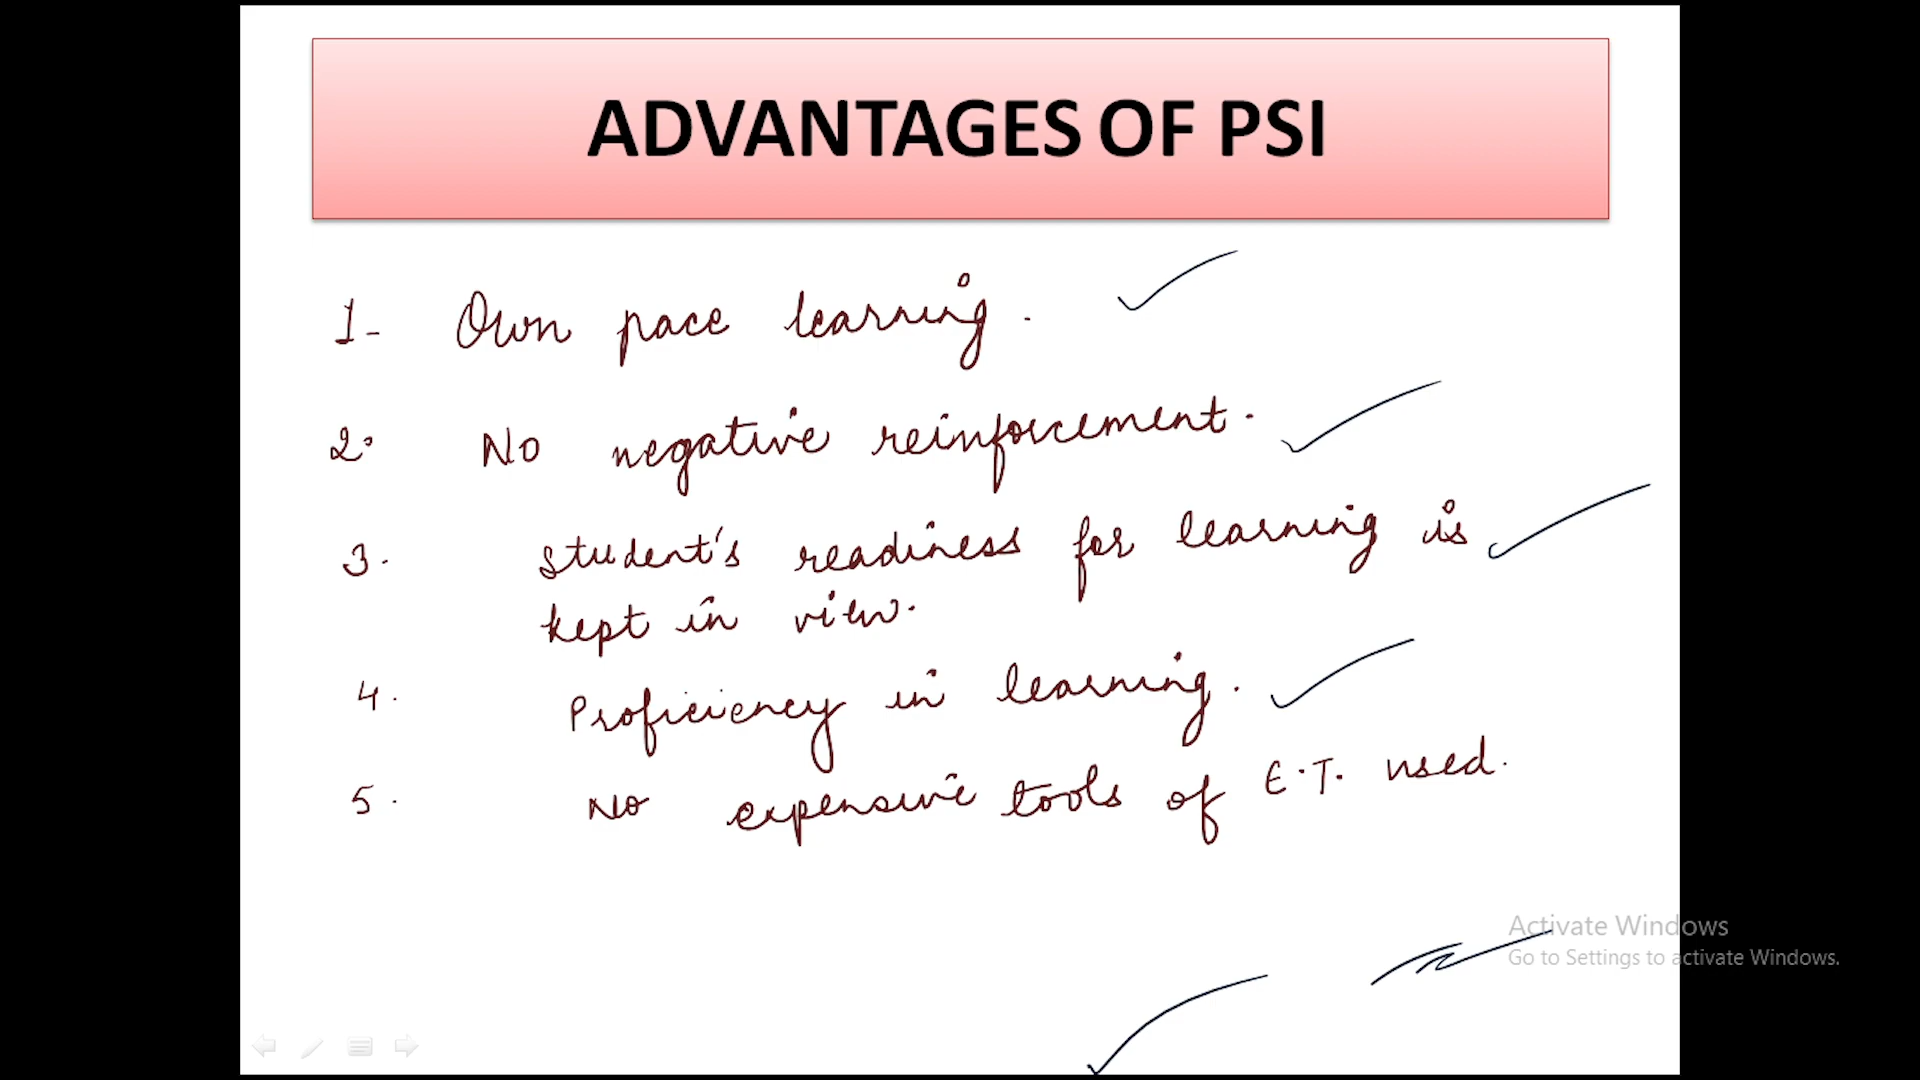 ADVANTAGES OF PSI
1- Own pace learning.
2. No negative reinforcement.
3. Student's readiness for learning is
kept in view.
4. Proficiency in learning.
5. No expensive tools of E.T. used.
Activate Windows
Go to Settings to activate Windows.